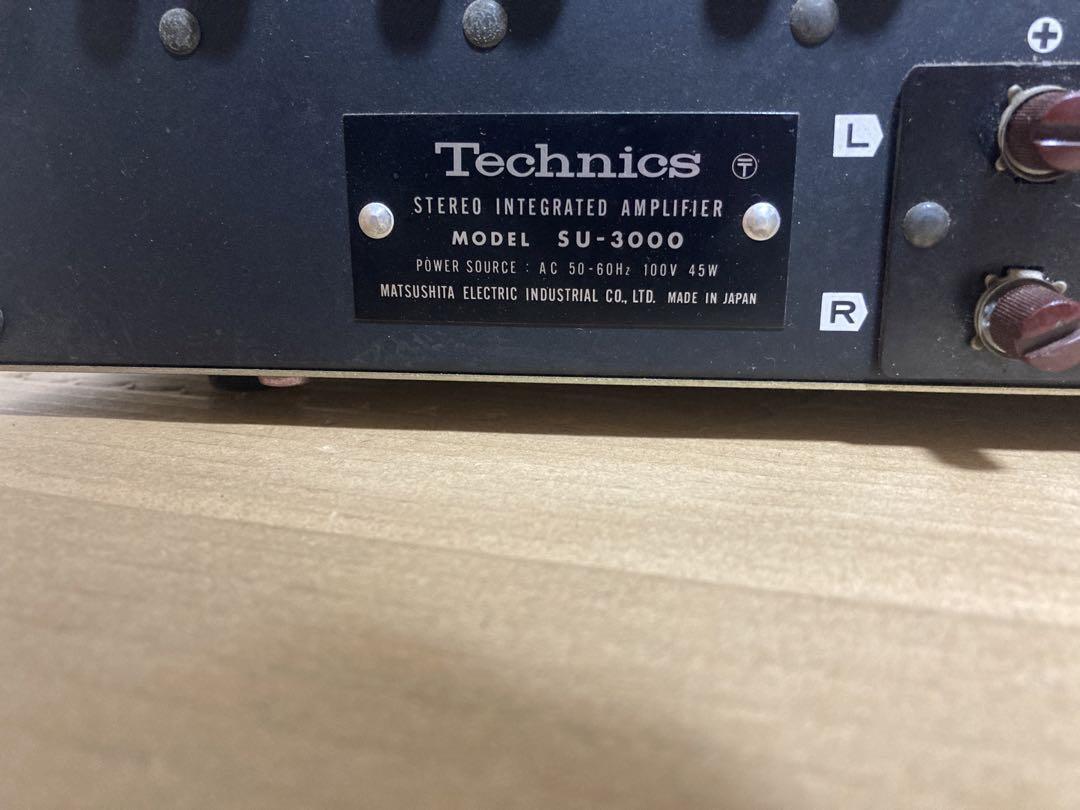 Technics 〒
STEREO INTEGRATED AMPLIFIER
MODEL SU-3000
POWER SOURCE : AC 50-60Hz 100V 45W
MATSUSHITA ELECTRIC INDUSTRIAL CO., LTD. MADE IN JAPAN
+
L
R